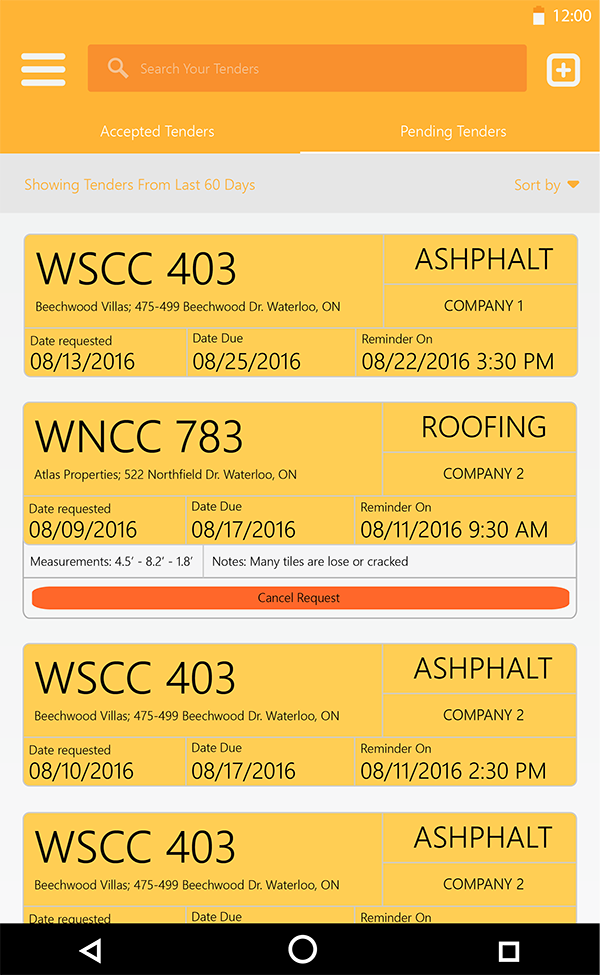 12:00
Search Your Tenders
Accepted Tenders Pending Tenders
Showing Tenders From Last 60 Days Sort by
WSCC 403 ASHPHALT
Beechwood Villas; 475-499 Beechwood Dr. Waterloo, ON COMPANY 1
Date requested Date Due Reminder On
08/13/2016 08/25/2016 08/22/2016 3:30 PM
WNCC 783 ROOFING
Atlas Properties; 522 Northfield Dr. Waterloo, ON COMPANY 2
Date requested Date Due Reminder On
08/09/2016 08/17/2016 08/11/2016 9:30 AM
Measurements: 4.5’ - 8.2’ - 1.8’ Notes: Many tiles are lose or cracked
Cancel Request
WSCC 403 ASHPHALT
Beechwood Villas; 475-499 Beechwood Dr. Waterloo, ON COMPANY 2
Date requested Date Due Reminder On
08/10/2016 08/17/2016 08/11/2016 2:30 PM
WSCC 403 ASHPHALT
Beechwood Villas; 475-499 Beechwood Dr. Waterloo, ON COMPANY 2
Date requested Date Due Reminder On